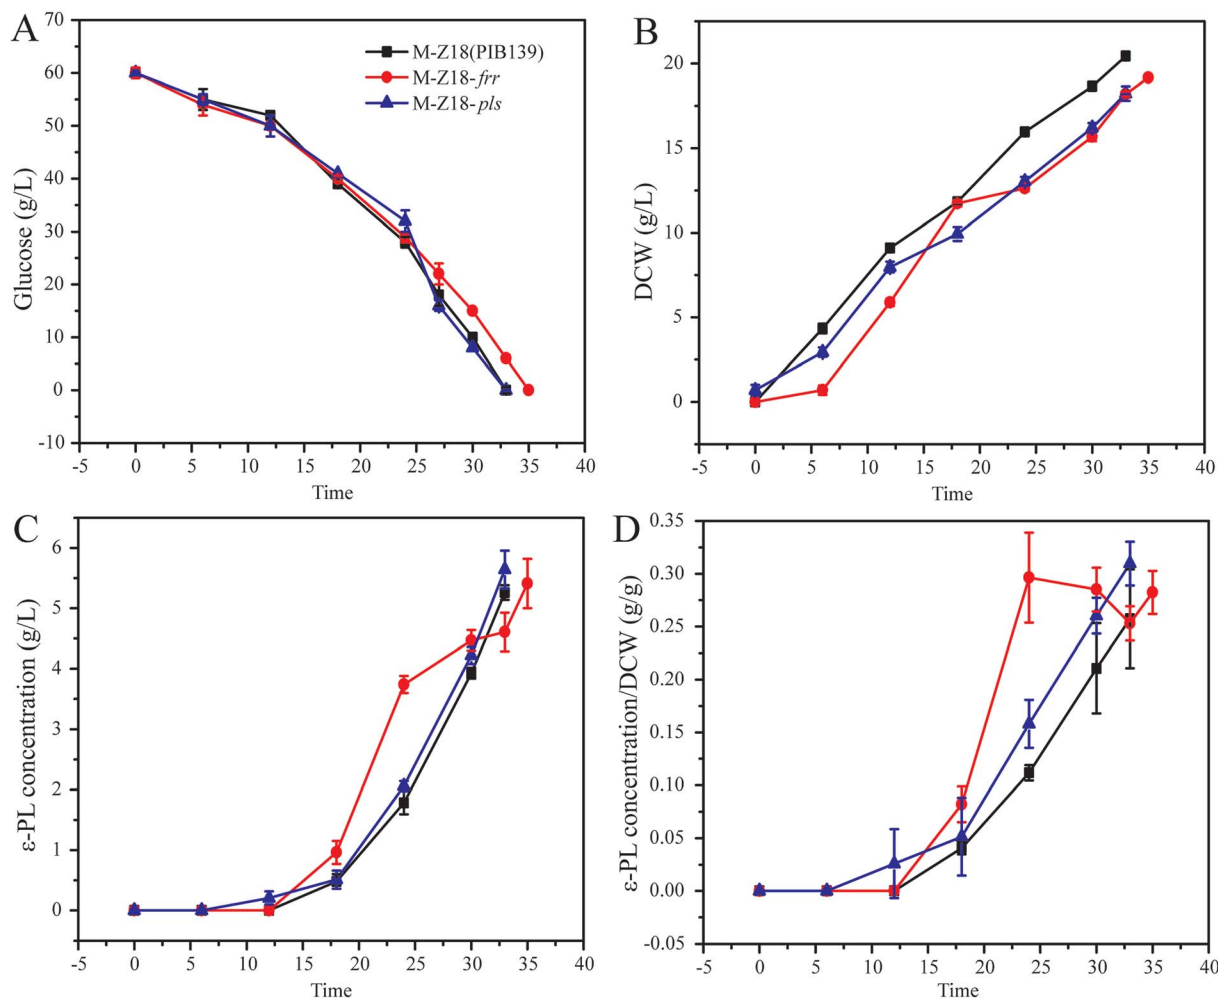 A
70
60
50
40
30
20
10
0
-10
Glucose (g/L)
-5 0 5 10 15 20 25 30 35 40
Time
M-Z18(PIB139)
M-Z18-frr
M-Z18-pls
B
20
15
10
5
0
DCW (g/L)
-5 0 5 10 15 20 25 30 35 40
Time
C
6
5
4
3
2
1
0
ε-PL concentration (g/L)
-5 0 5 10 15 20 25 30 35 40
Time
D
0.35
0.30
0.25
0.20
0.15
0.10
0.05
0.00
-0.05
ε-PL concentration/DCW (g/g)
-5 0 5 10 15 20 25 30 35 40
Time